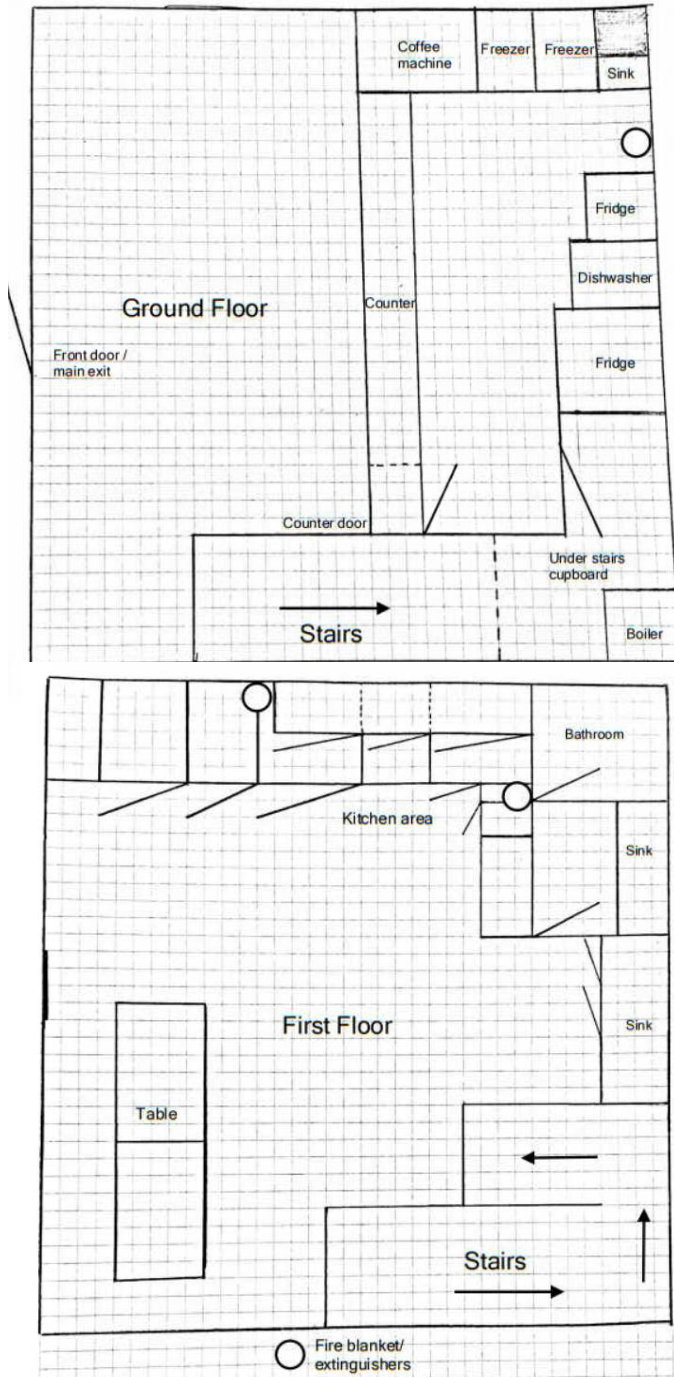 Coffee
machine
Freezer
Freezer
Sink
Fridge
Dishwasher
Ground Floor
Counter
Front door /
main exit
Fridge
Counter door
Under stairs
cupboard
Stairs
Boiler
Bathroom
Kitchen area
Sink
First Floor
Sink
Table
Stairs
Fire blanket/
extinguishers